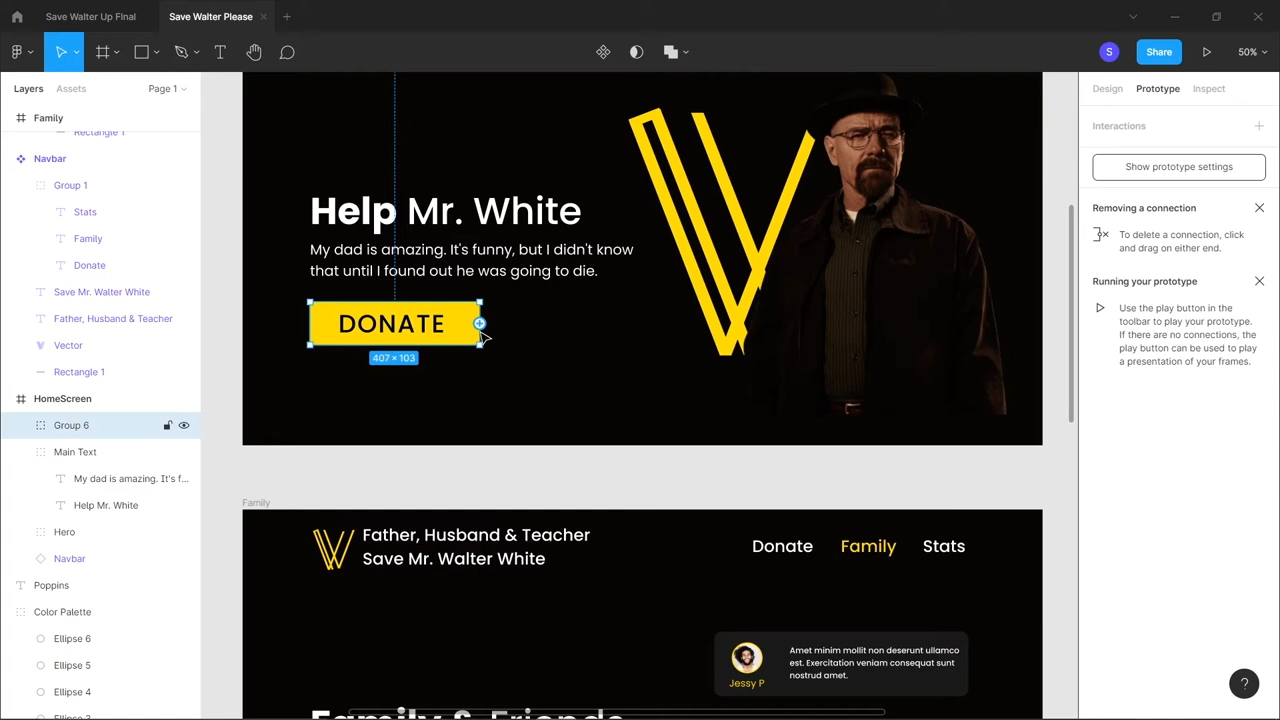 Save Walter Up FInal
Save Walter Please
S
Share
50%
Layers
Assets
Page 1
Family
Rectangle 1
Navbar
Group 1
Stats
Family
Donate
Save Mr. Walter White
Father, Husband & Teacher
Vector
Rectangle 1
HomeScreen
Group 6
Main Text
My dad is amazing. It's f...
Help Mr. White
Hero
Navbar
Poppins
Color Palette
Ellipse 6
Ellipse 5
Ellipse 4
Ellipse 3
Help Mr. White
My dad is amazing. It's funny, but I didn't know
that until I found out he was going to die.
DONATE
407 × 103
Family
Father, Husband & Teacher
Save Mr. Walter White
Donate
Family
Stats
Amet minim mollit non deserunt ullamco
est. Exercitation veniam consequat sunt
nostrud amet.
Jessy P
Family & Friends
Design
Prototype
Inspect
Interactions
Show prototype settings
Removing a connection
To delete a connection, click
and drag on either end.
Running your prototype
Use the play button in the
toolbar to play your prototype.
If there are no connections, the
play button can be used to play
a presentation of your frames.
?